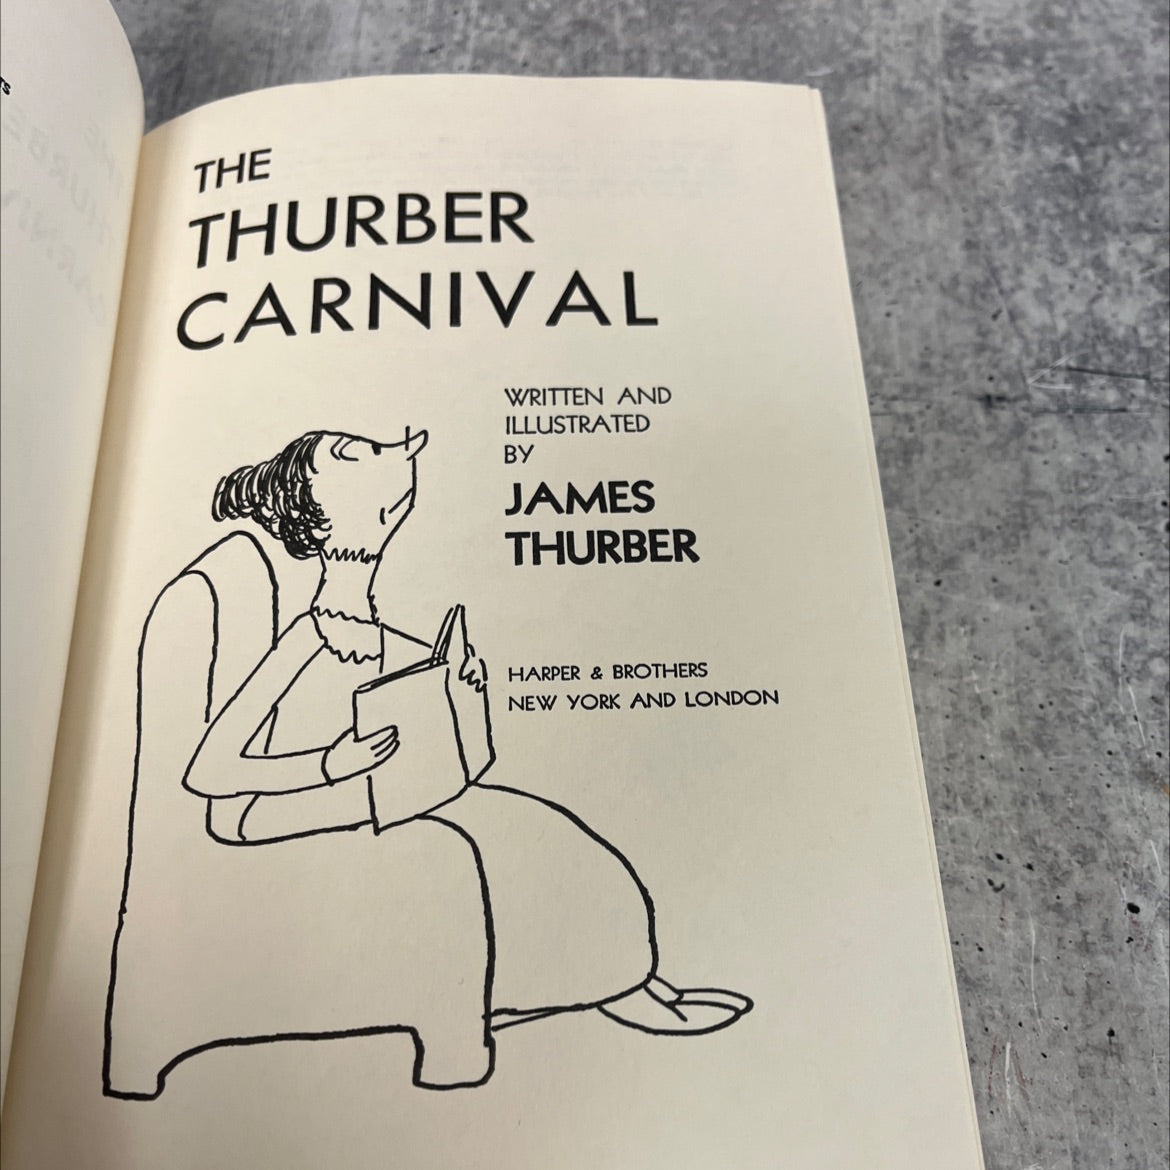 THE
THURBER
CARNIVAL
WRITTEN AND
ILLUSTRATED
BY
JAMES
THURBER
HARPER & BROTHERS
NEW YORK AND LONDON